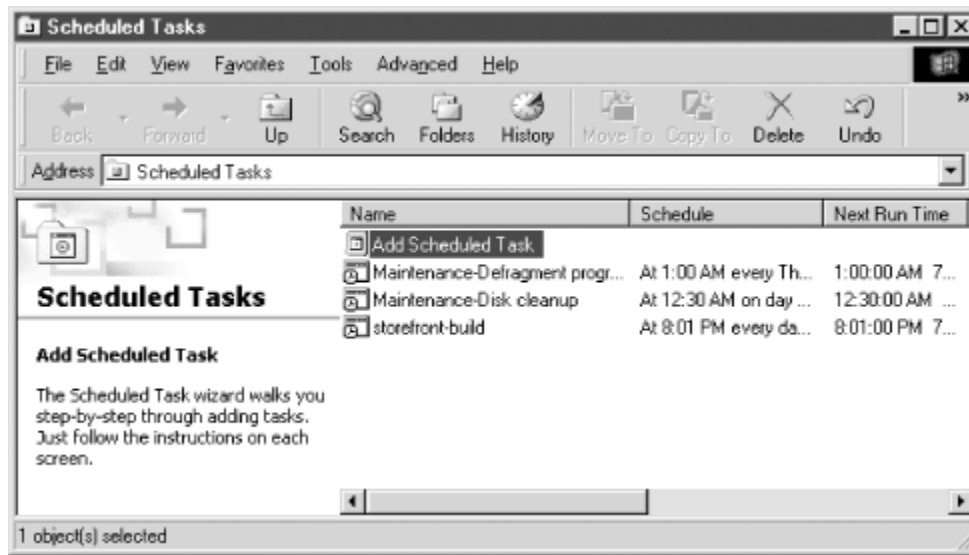 Scheduled Tasks
File Edit View Favorites Tools Advanced Help
Back Forward Up Search Folders History Move To Copy To Delete Undo »
Address Scheduled Tasks
Name Schedule Next Run Time
Add Scheduled Task
Maintenance-Defragment progr... At 1:00 AM every Th... 1:00:00 AM 7...
Maintenance-Disk cleanup At 12:30 AM on day ... 12:30:00 AM ...
storefront-build At 8:01 PM every da... 8:01:00 PM 7...
Scheduled Tasks
Add Scheduled Task
The Scheduled Task wizard walks you
step-by-step through adding tasks.
Just follow the instructions on each
screen.
1 object(s) selected